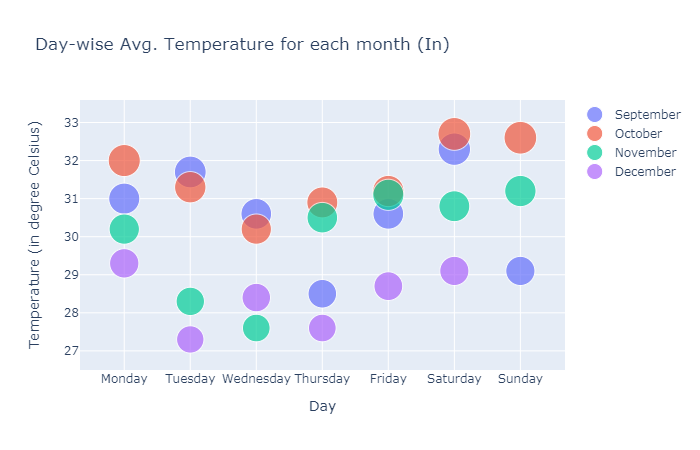 Day-wise Avg. Temperature for each month (In)
Temperature (in degree Celsius)
33
32
31
30
29
28
27
Monday
Tuesday
Wednesday
Thursday
Friday
Saturday
Sunday
Day
September
October
November
December